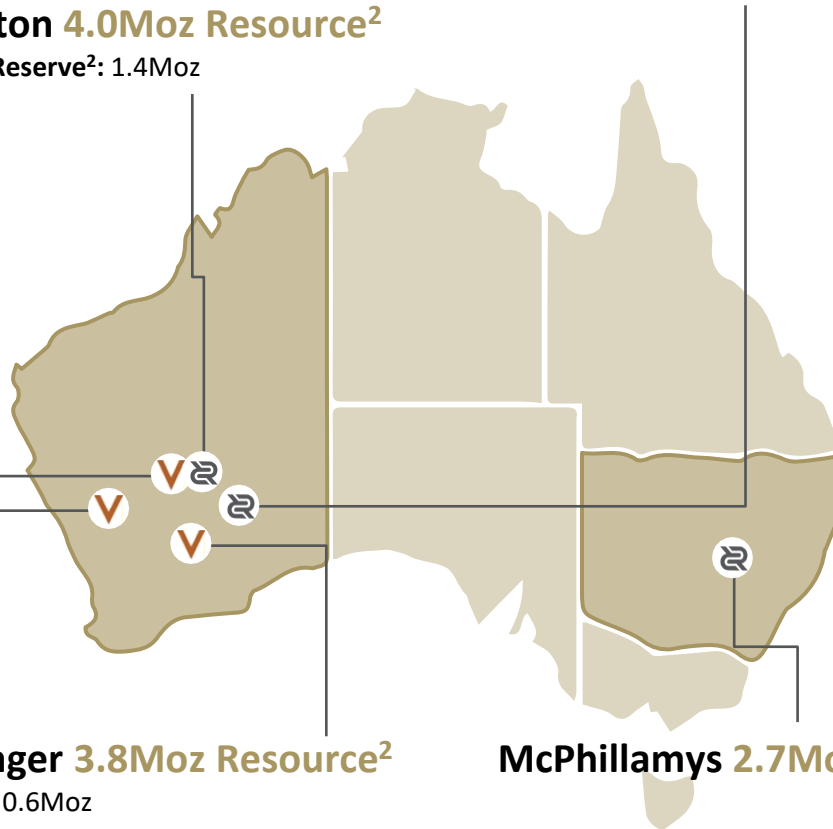 ton 4.0Moz Resource²
Reserve²: 1.4Moz
nger 3.8Moz Resource²
0.6Moz
McPhillamys 2.7Mo